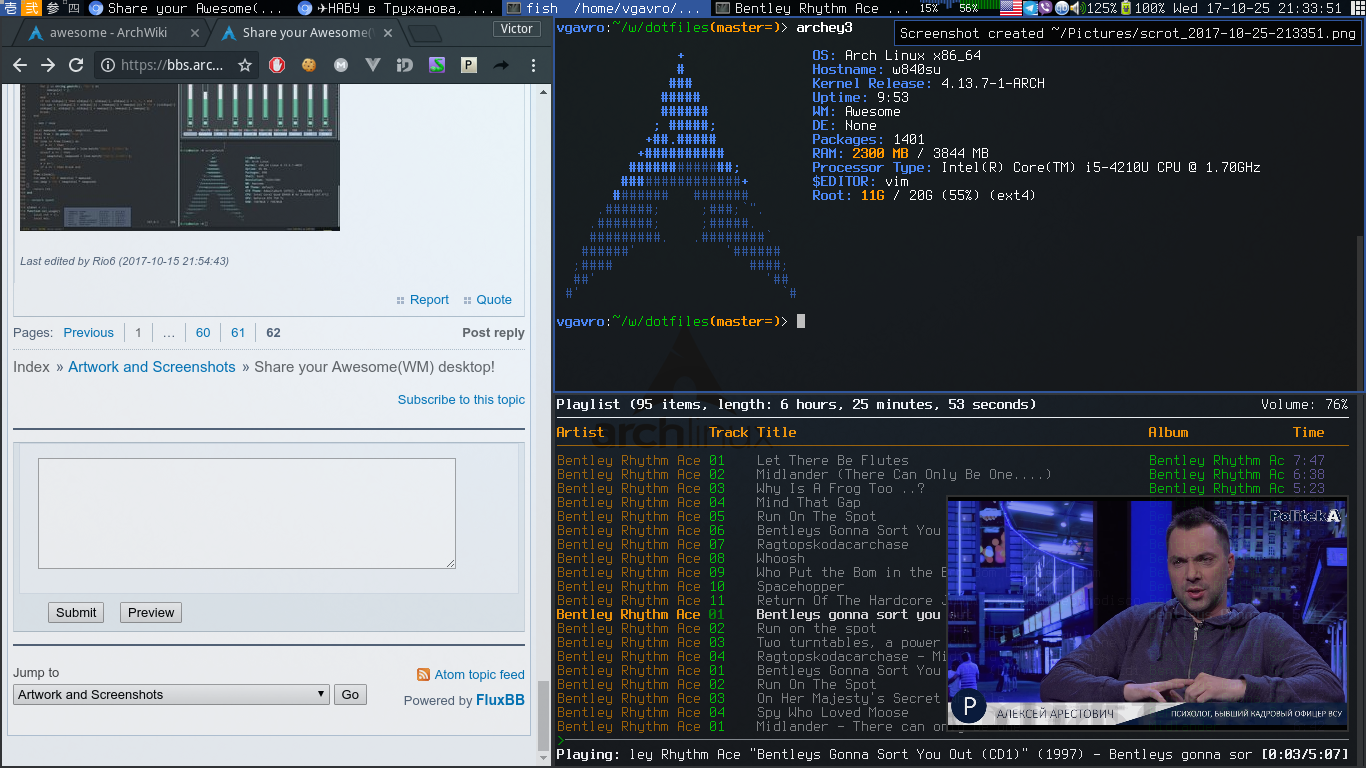 壱 弐 参 四 Share your Awesome(... ✈НАБУ в Труханова, ... fish /home/vgavro/... Bentley Rhythm Ace ... 15% 56% 125% 100% Wed 17-10-25 21:33:51
awesome - ArchWiki × Share your Awesome( × Victor
https://bbs.arc...
Last edited by Rio6 (2017-10-15 21:54:43)
Report Quote
Pages: Previous 1 … 60 61 62 Post reply
Index » Artwork and Screenshots » Share your Awesome(WM) desktop!
Subscribe to this topic
Submit Preview
Jump to
Artwork and Screenshots Go
Atom topic feed
Powered by FluxBB
vgavro:~/w/dotfiles(master=)> archey3
Screenshot created ~/Pictures/scrot_2017-10-25-213351.png
OS: Arch Linux x86_64
Hostname: w840su
Kernel Release: 4.13.7-1-ARCH
Uptime: 9:53
WM: Awesome
DE: None
Packages: 1401
RAM: 2300 MB / 3844 MB
Processor Type: Intel(R) Core(TM) i5-4210U CPU @ 1.70GHz
$EDITOR: vim
Root: 11G / 20G (55%) (ext4)
vgavro:~/w/dotfiles(master=)>
Playlist (95 items, length: 6 hours, 25 minutes, 53 seconds) Volume: 76%
Artist Track Title Album Time
Bentley Rhythm Ace 01 Let There Be Flutes Bentley Rhythm Ac 7:47
Bentley Rhythm Ace 02 Midlander (There Can Only Be One....) Bentley Rhythm Ac 6:38
Bentley Rhythm Ace 03 Why Is A Frog Too ..? Bentley Rhythm Ac 5:23
Bentley Rhythm Ace 04 Mind That Gap
Bentley Rhythm Ace 05 Run On The Spot
Bentley Rhythm Ace 06 Bentleys Gonna Sort You
Bentley Rhythm Ace 07 Ragtopskodacarchase
Bentley Rhythm Ace 08 Whoosh
Bentley Rhythm Ace 09 Who Put the Bom in the B
Bentley Rhythm Ace 10 Spacehopper
Bentley Rhythm Ace 11 Return Of The Hardcore J
Bentley Rhythm Ace 01 Bentleys gonna sort you
Bentley Rhythm Ace 02 Run on the spot
Bentley Rhythm Ace 03 Two turntables, a power
Bentley Rhythm Ace 04 Ragtopskodacarchase - Mi
Bentley Rhythm Ace 01 Bentleys Gonna Sort You
Bentley Rhythm Ace 02 Run On The Spot
Bentley Rhythm Ace 03 On Her Majesty's Secret
Bentley Rhythm Ace 04 Spy Who Loved Moose
Bentley Rhythm Ace 01 Midlander - There can on
PolitekA
P АЛЕКСЕЙ АРЕСТОВИЧ ПСИХОЛОГ, БЫВШИЙ КАДРОВЫЙ ОФИЦЕР ВСУ
Playing: ley Rhythm Ace "Bentleys Gonna Sort You Out (CD1)" (1997) - Bentleys gonna sor [0:03/5:07]